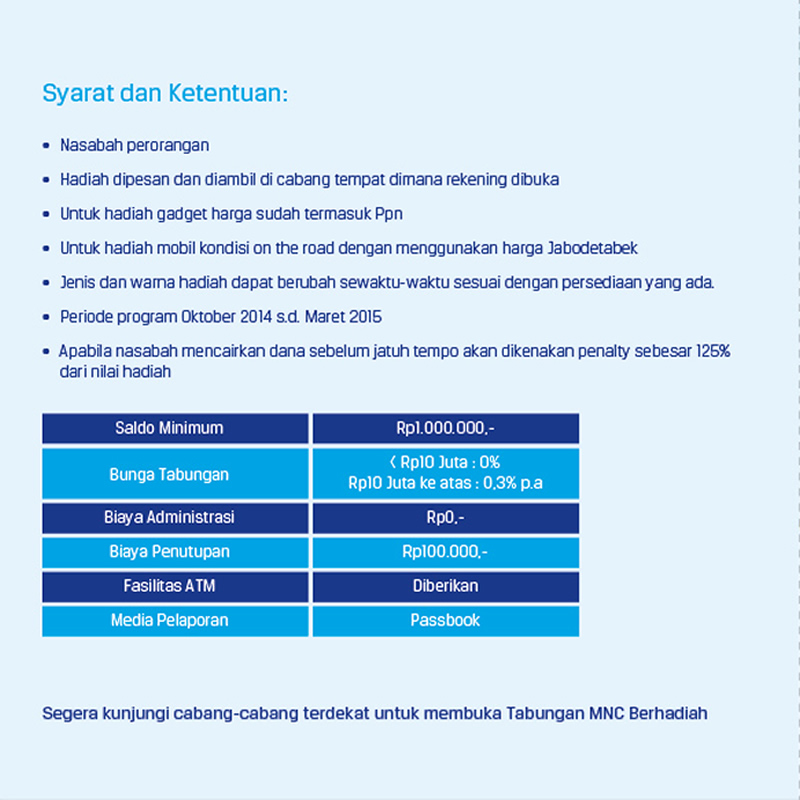 Syarat dan Ketentuan:
• Nasabah perorangan
• Hadiah dipesan dan diambil di cabang tempat dimana rekening dibuka
• Untuk hadiah gadget harga sudah termasuk Ppn
• Untuk hadiah mobil kondisi on the road dengan menggunakan harga Jabodetabek
• Jenis dan warna hadiah dapat berubah sewaktu-waktu sesuai dengan persediaan yang ada.
• Periode program Oktober 2014 s.d. Maret 2015
• Apabila nasabah mencairkan dana sebelum jatuh tempo akan dikenakan penalty sebesar 125%
dari nilai hadiah
Saldo Minimum Rp1.000.000,-
Bunga Tabungan < Rp10 Juta : 0%
Rp10 Juta ke atas : 0,3% p.a
Biaya Administrasi Rp0,-
Biaya Penutupan Rp100.000,-
Fasilitas ATM Diberikan
Media Pelaporan Passbook
Segera kunjungi cabang-cabang terdekat untuk membuka Tabungan MNC Berhadiah